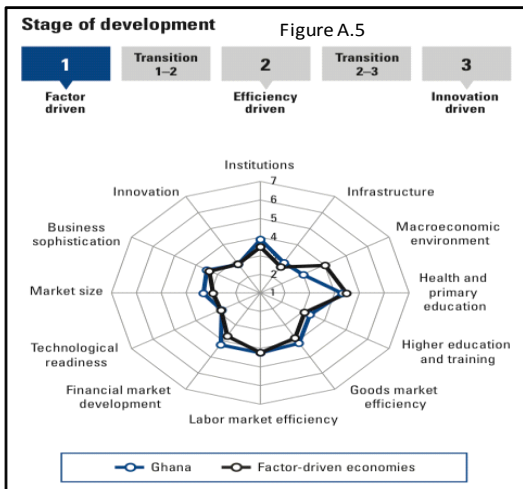 Stage of development
Figure A.5
1
Transition
1–2
2
Transition
2–3
3
Factor
driven
Efficiency
driven
Innovation
driven
Institutions
7
6
5
4
3
2
1
Infrastructure
Macroeconomic
environment
Health and
primary
education
Higher education
and training
Goods market
efficiency
Labor market efficiency
Financial market
development
Technological
readiness
Market size
Business
sophistication
Innovation
Ghana
Factor-driven economies